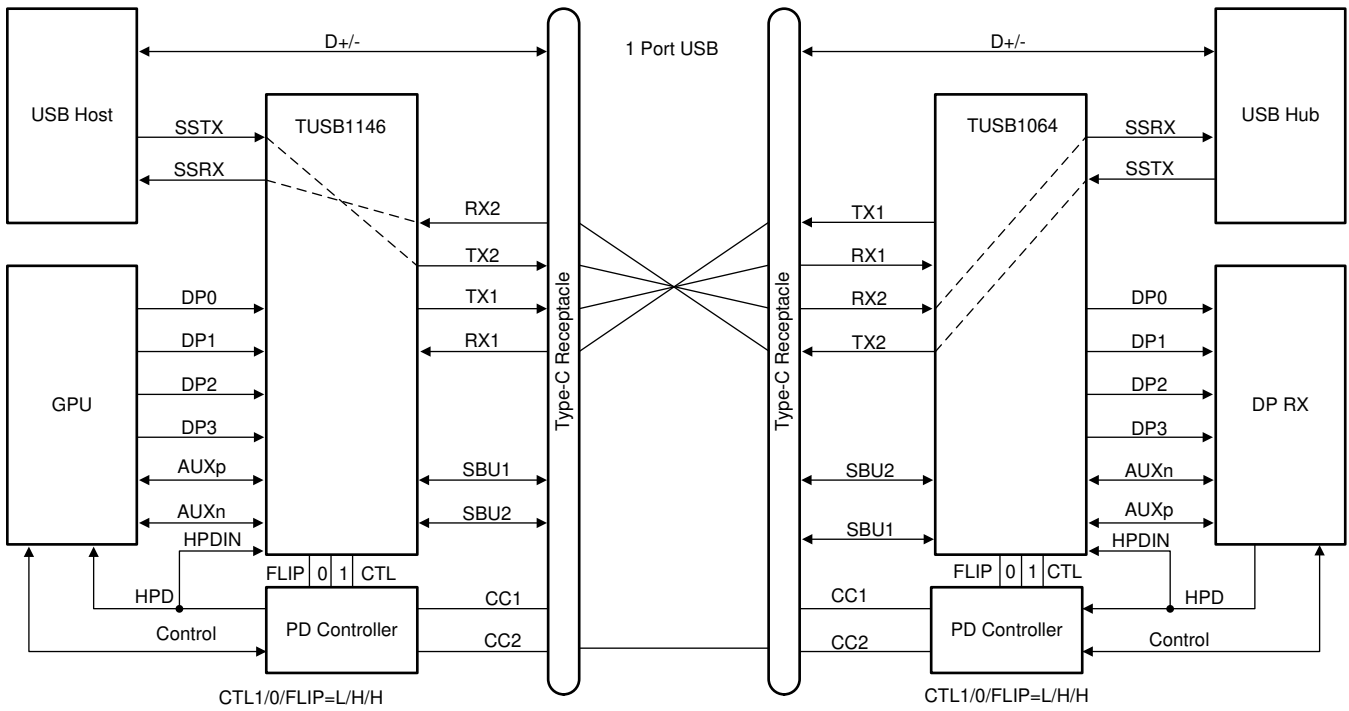 D+/-
1 Port USB
D+/-
USB Host
USB Hub
TUSB1146
TUSB1064
SSTX
SSRX
SSRX
SSTX
RX2
TX1
TX2
RX1
TX1
RX2
RX1
TX2
Type-C Receptacle
Type-C Receptacle
GPU
DP0
DP1
DP2
DP3
AUXp
AUXn
HPDIN
DP0
DP1
DP2
DP3
AUXn
AUXp
HPDIN
DP RX
SBU1
SBU2
SBU2
SBU1
FLIP 0 1 CTL
FLIP 0 1 CTL
HPD
CC1
CC1
HPD
PD Controller
PD Controller
Control
CC2
CC2
Control
CTL1/0/FLIP=L/H/H
CTL1/0/FLIP=L/H/H